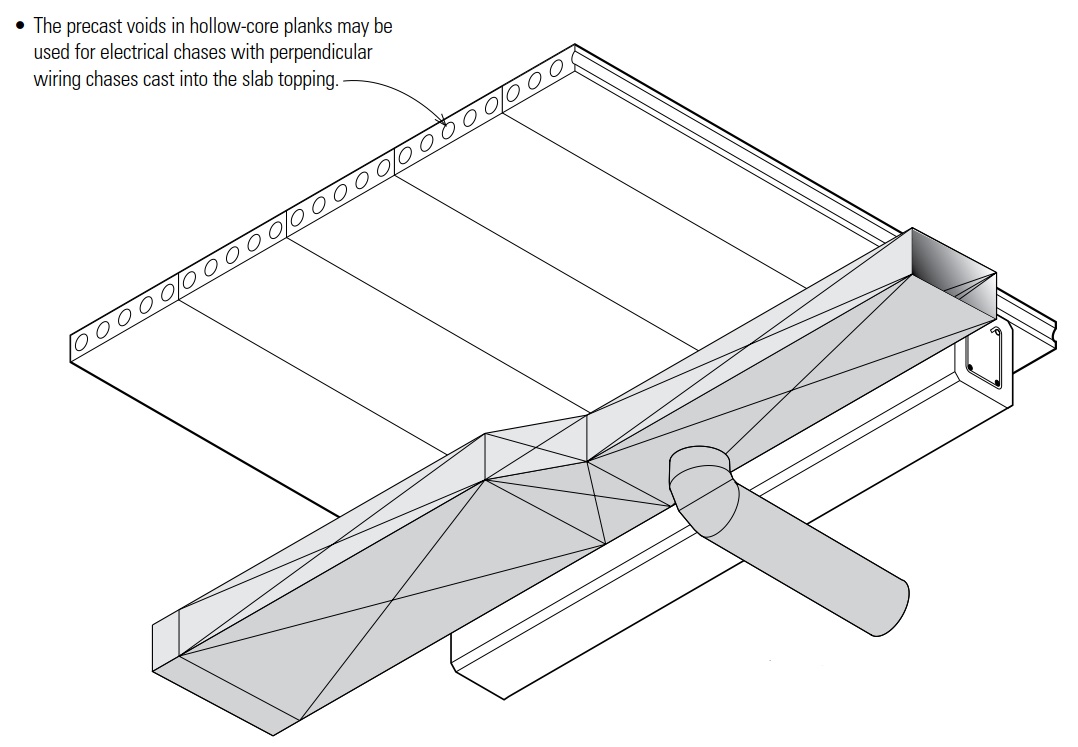 • The precast voids in hollow-core planks may be
used for electrical chases with perpendicular
wiring chases cast into the slab topping.